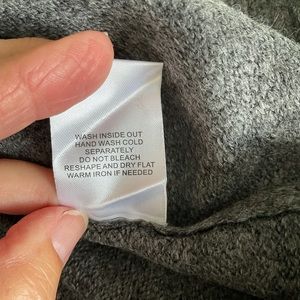 WASH INSIDE OUT
HAND WASH COLD
SEPARATELY
DO NOT BLEACH
RESHAPE AND DRY FLAT
WARM IRON IF NEEDED